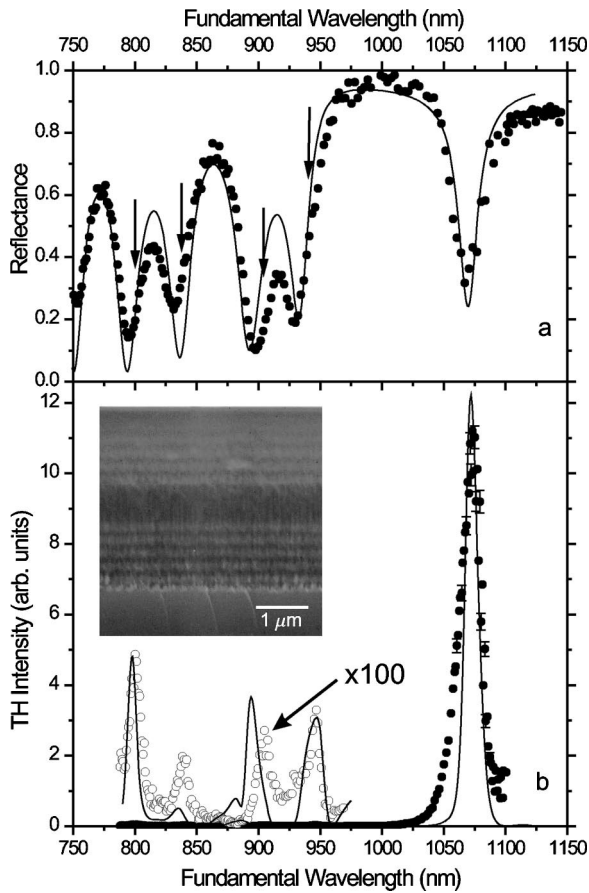 Fundamental Wavelength (nm)
750 800 850 900 950 1000 1050 1100 1150
1.0
0.8
0.6
0.4
0.2
0.0
Reflectance
a
12
10
8
6
4
2
0
TH Intensity (arb. units)
1 μm
x100
b
750 800 850 900 950 1000 1050 1100 1150
Fundamental Wavelength (nm)